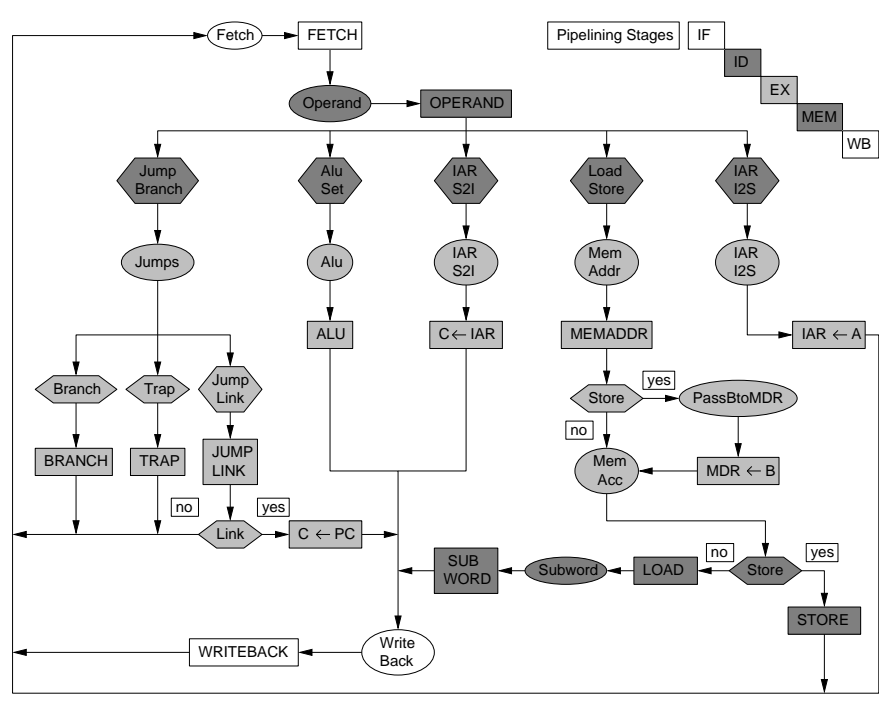 Fetch
FETCH
Pipelining Stages
IF
ID
EX
MEM
WB
Operand
OPERAND
Jump
Branch
Alu
Set
IAR
S2I
Load
Store
IAR
I2S
Jumps
Alu
IAR
S2I
Mem
Addr
IAR
I2S
ALU
C ← IAR
MEMADDR
IAR ← A
Branch
Trap
Jump
Link
Store
yes
PassBtoMDR
no
BRANCH
TRAP
JUMP
LINK
Mem
Acc
MDR ← B
no
Link
yes
C ← PC
SUB
WORD
Subword
LOAD
no
Store
yes
STORE
WRITEBACK
Write
Back